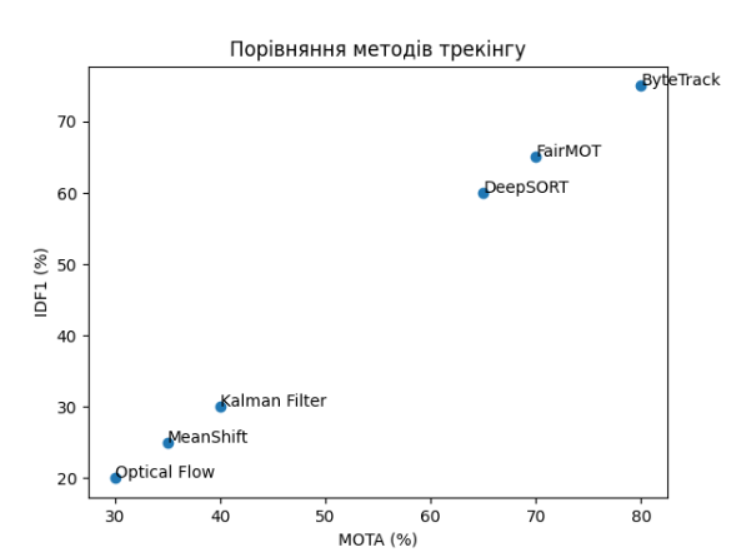 Порівняння методів трекінгу
ByteTrack
70
FairMOT
60
DeepSORT
50
IDF1 (%)
40
30
Kalman Filter
MeanShift
20
Optical Flow
30 40 50 60 70 80
MOTA (%)